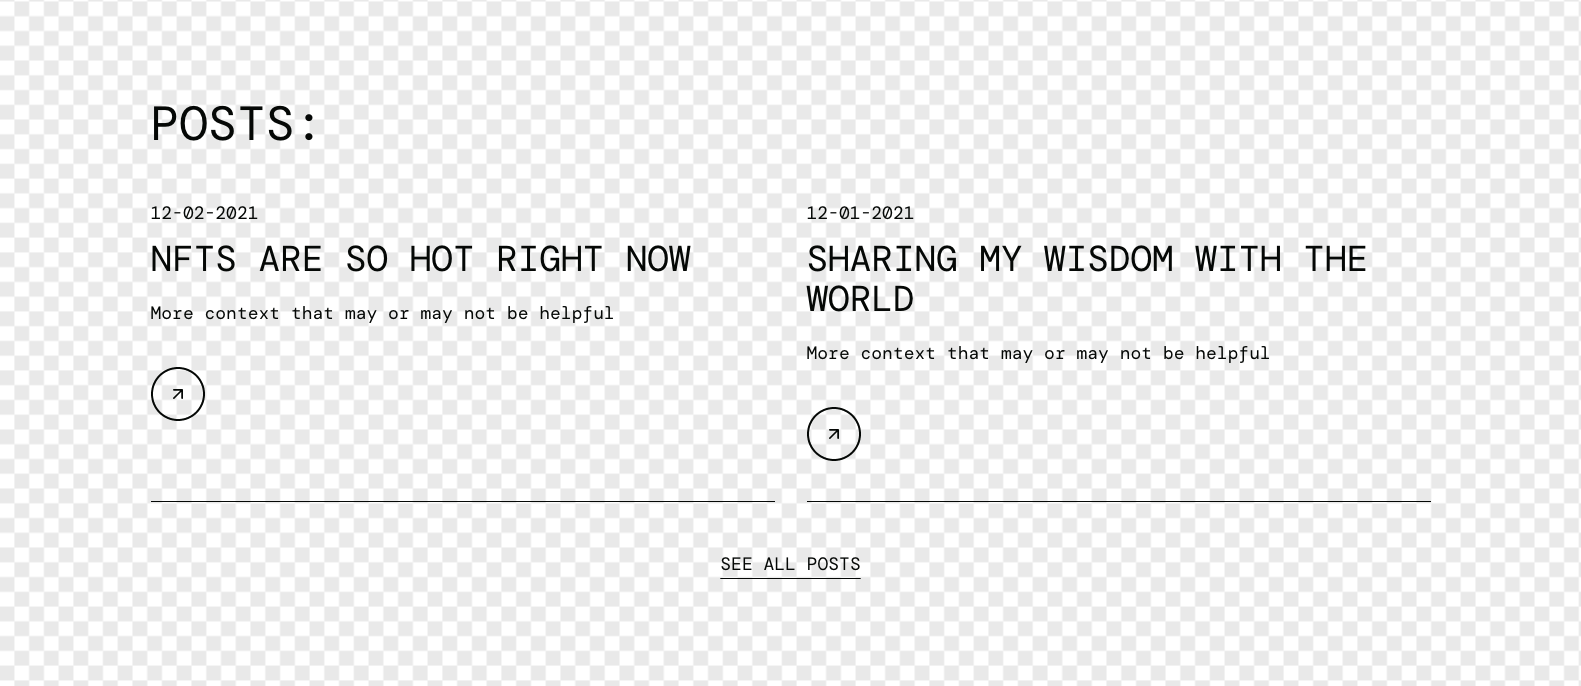 POSTS:
12-02-2021
NFTS ARE SO HOT RIGHT NOW
More context that may or may not be helpful
12-01-2021
SHARING MY WISDOM WITH THE
WORLD
More context that may or may not be helpful
SEE ALL POSTS